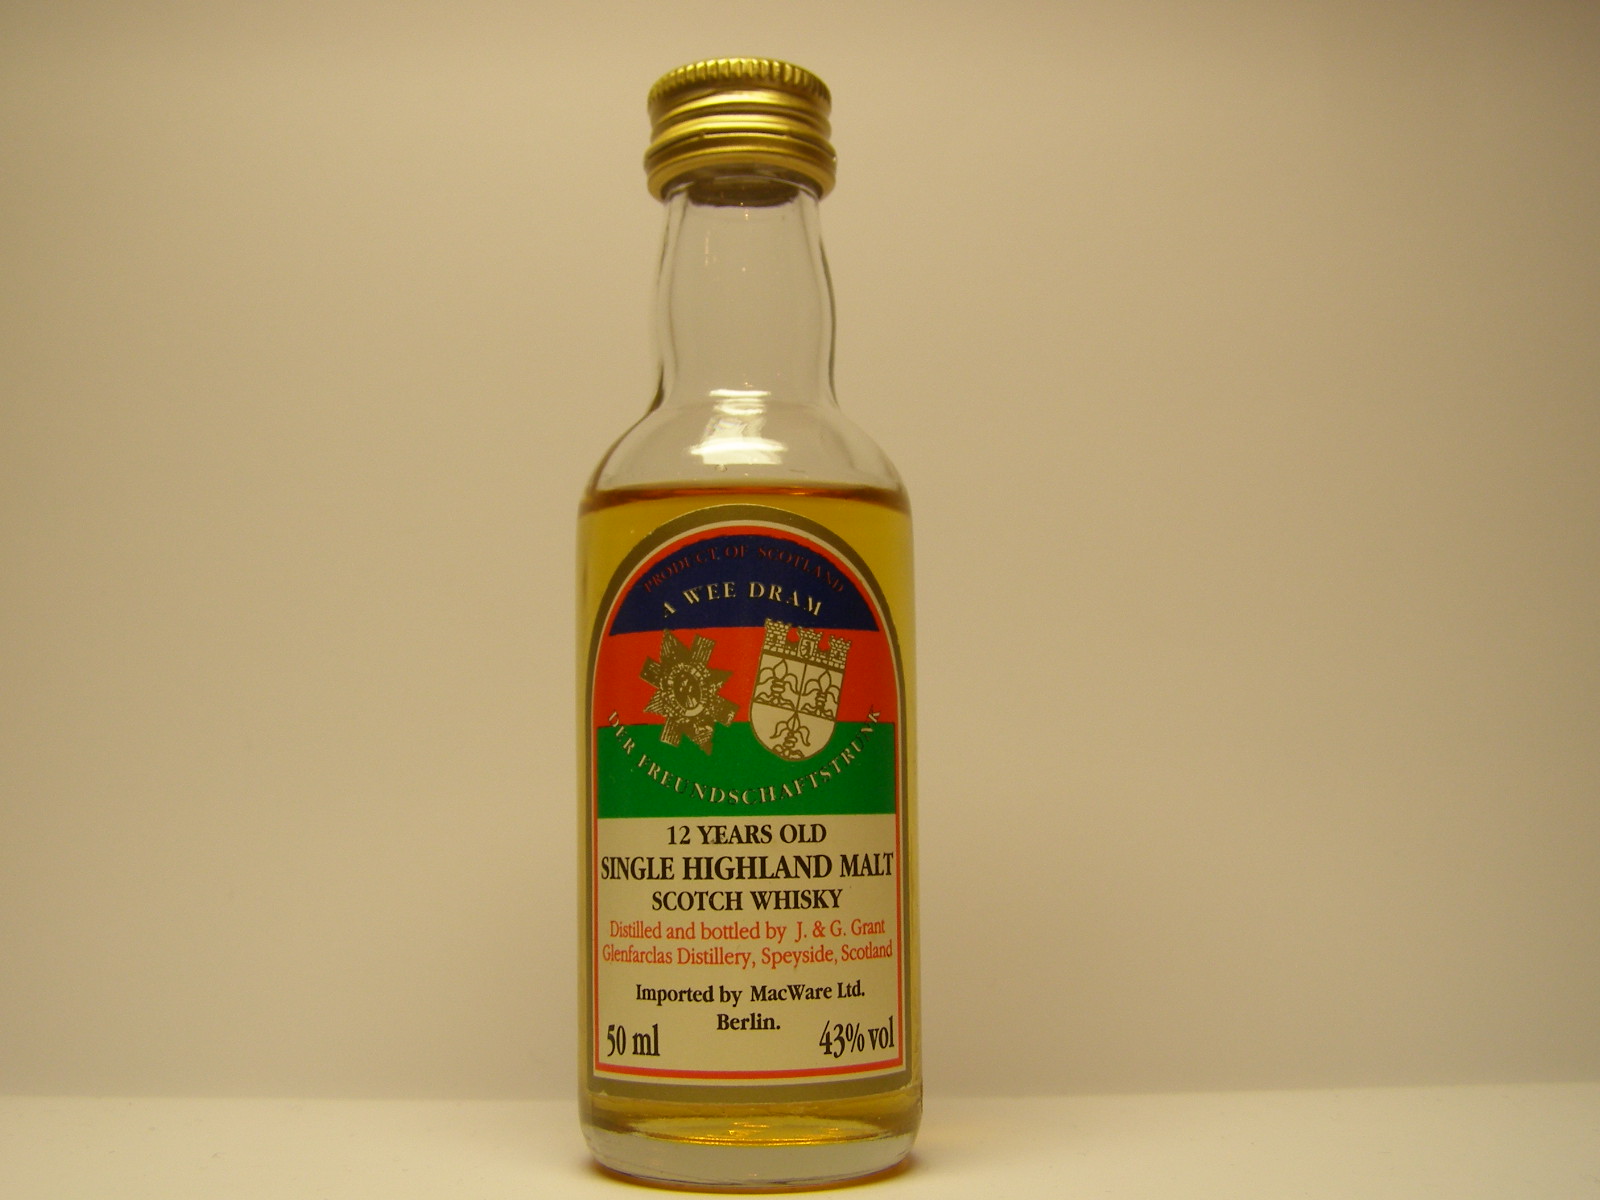 PRODUCT OF SCOTLAND
A WEE DRAM
DER FREUNDSCHAFTSTRUNK
12 YEARS OLD
SINGLE HIGHLAND MALT
SCOTCH WHISKY
Distilled and bottled by J. & G. Grant
Glenfarclas Distillery, Speyside, Scotland
Imported by MacWare Ltd.
Berlin.
50 ml
43% vol